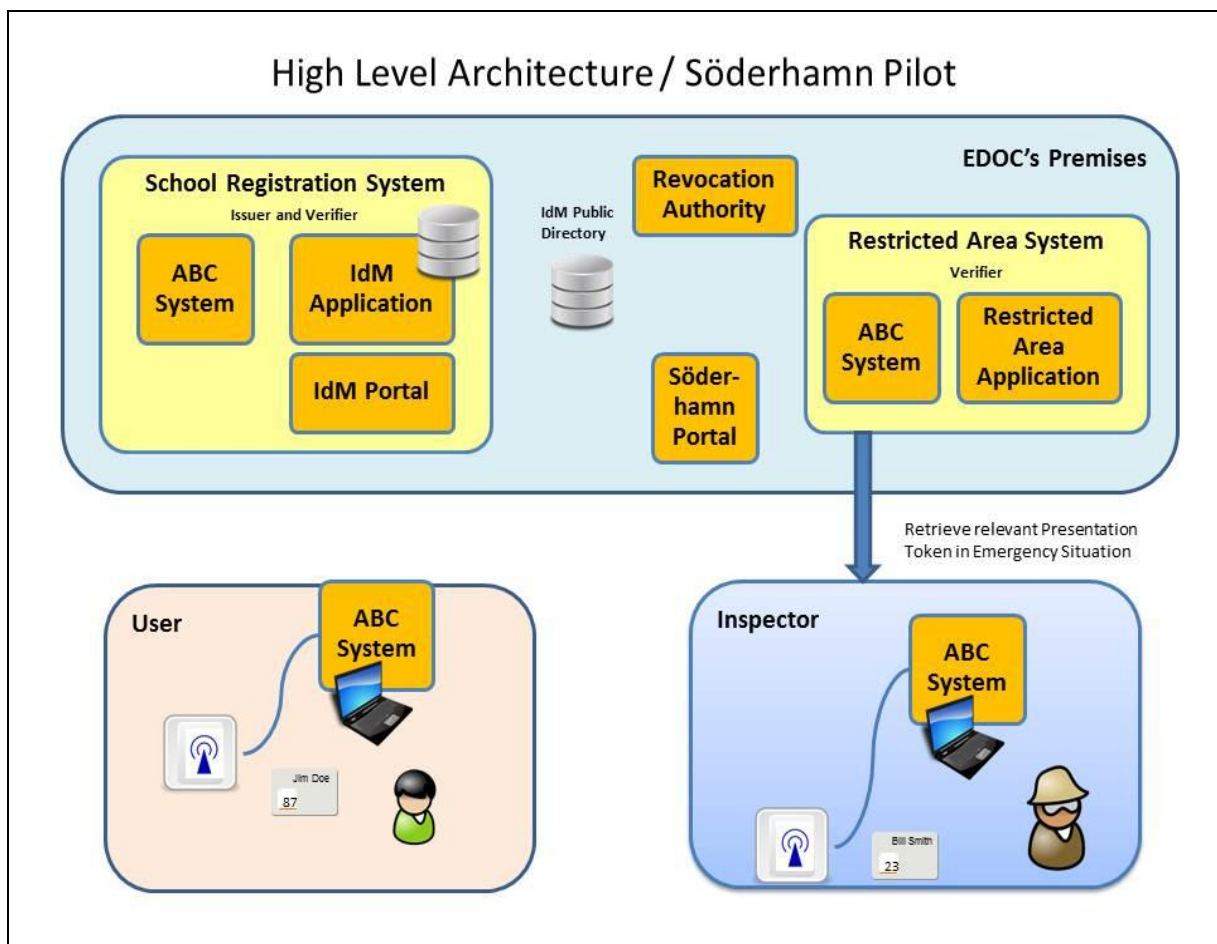 High Level Architecture / Söderhamn Pilot
EDOC's Premises
School Registration System
Issuer and Verifier
ABC
System
IdM
Application
IdM Portal
IdM Public
Directory
Revocation
Authority
Söder-
hamn
Portal
Restricted Area System
Verifier
ABC
System
Restricted
Area
Application
Retrieve relevant Presentation
Token in Emergency Situation
User
ABC
System
Jim Doe
87
Inspector
ABC
System
Bill Smith
23